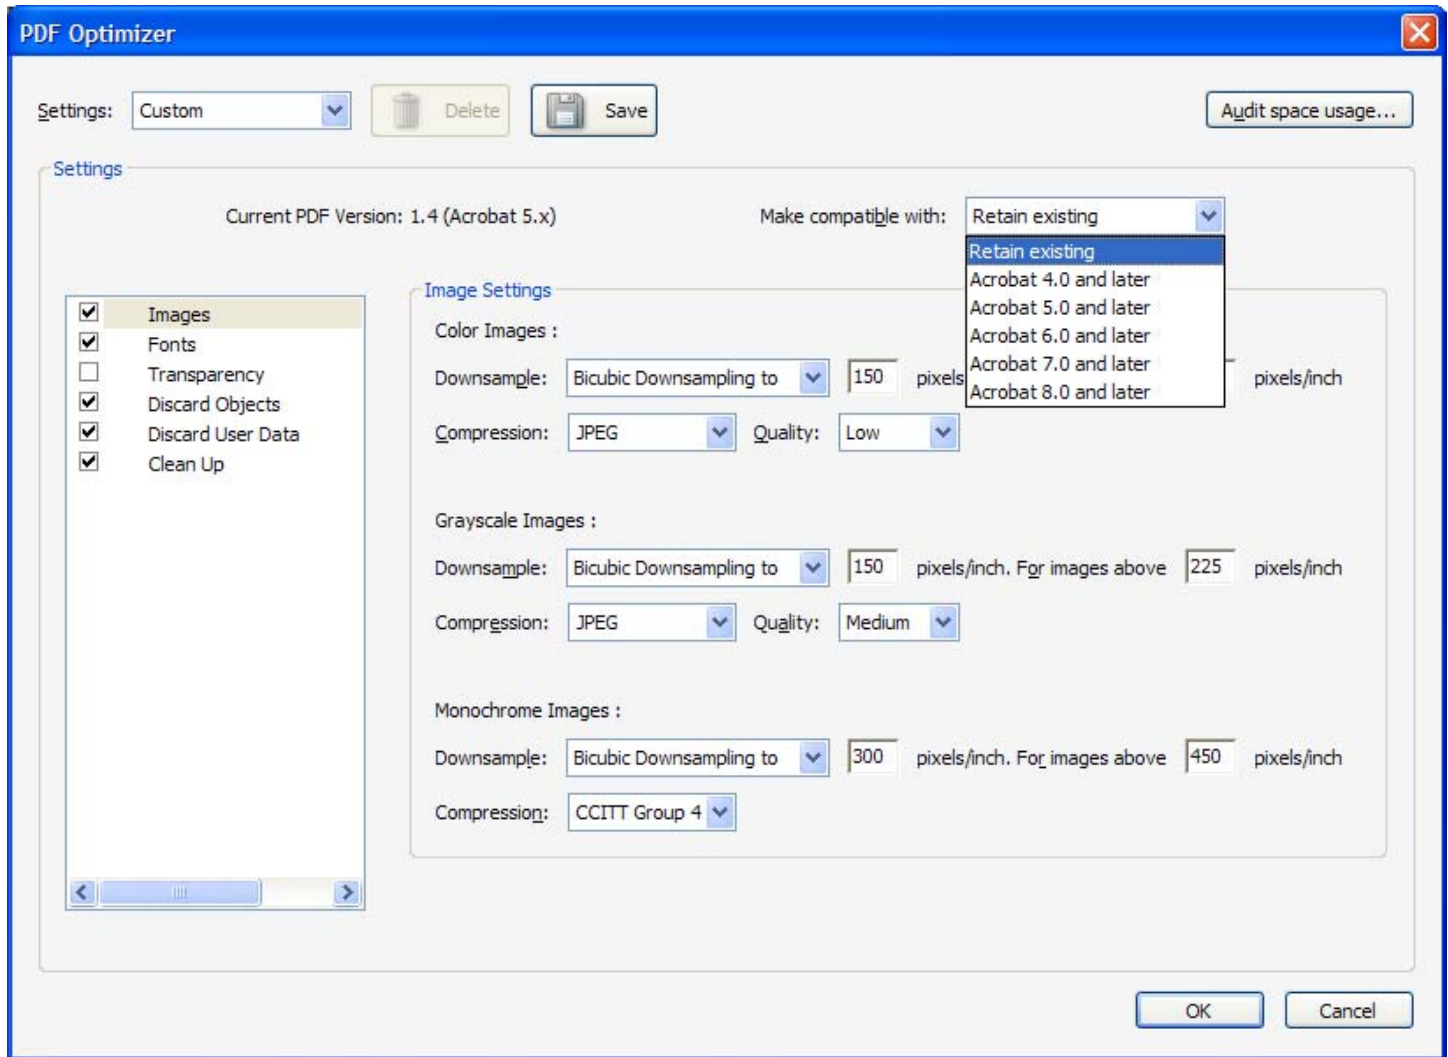 PDF Optimizer
Settings: Custom Delete Save Audit space usage...
Settings
Current PDF Version: 1.4 (Acrobat 5.x) Make compatible with: Retain existing
Retain existing
Acrobat 4.0 and later
Acrobat 5.0 and later
Acrobat 6.0 and later
Acrobat 7.0 and later
Acrobat 8.0 and later
Images
Fonts
Transparency
Discard Objects
Discard User Data
Clean Up
Image Settings
Color Images :
Downsample: Bicubic Downsampling to 150 pixels pixels/inch
Compression: JPEG Quality: Low
Grayscale Images :
Downsample: Bicubic Downsampling to 150 pixels/inch. For images above 225 pixels/inch
Compression: JPEG Quality: Medium
Monochrome Images :
Downsample: Bicubic Downsampling to 300 pixels/inch. For images above 450 pixels/inch
Compression: CCITT Group 4
OK Cancel